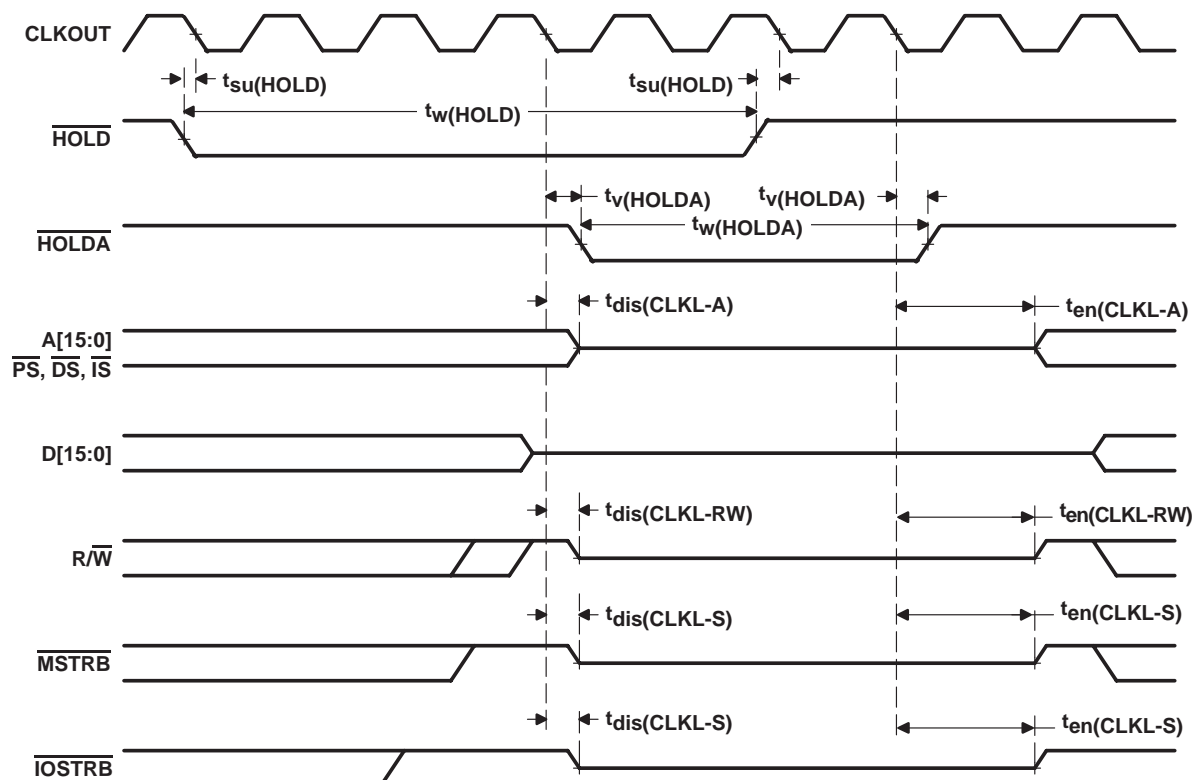 CLKOUT
tsu(HOLD)
tsu(HOLD)
tw(HOLD)
HOLD
tv(HOLDA)
tv(HOLDA)
HOLDA
tw(HOLDA)
tdis(CLKL-A)
ten(CLKL-A)
A[15:0]
PS, DS, IS
D[15:0]
tdis(CLKL-RW)
ten(CLKL-RW)
R/W
tdis(CLKL-S)
ten(CLKL-S)
MSTRB
tdis(CLKL-S)
ten(CLKL-S)
IOSTRB